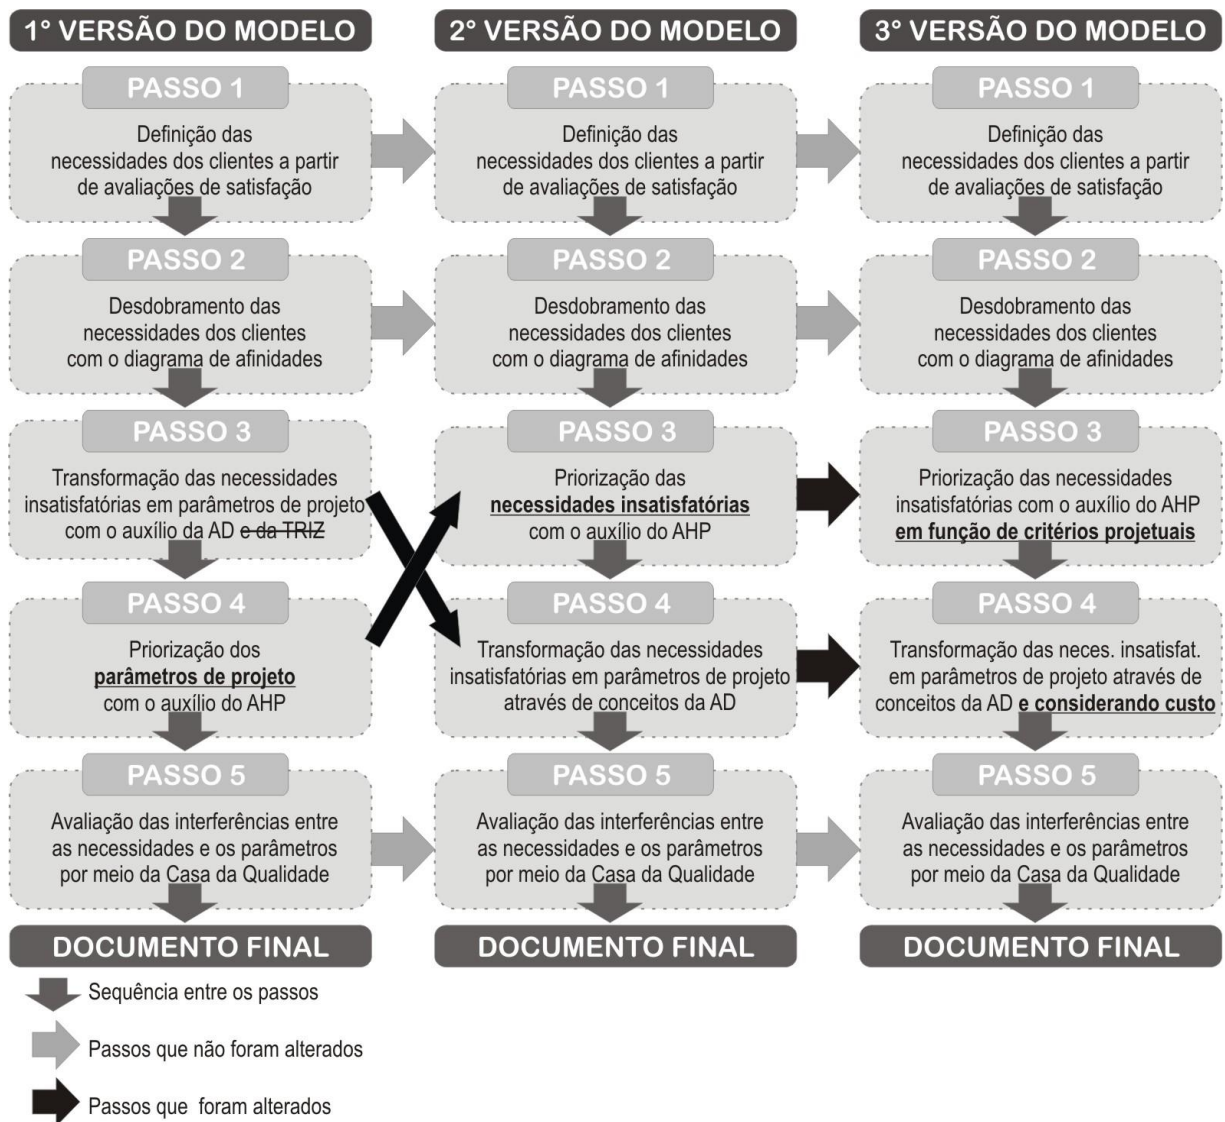 1° VERSÃO DO MODELO
PASSO 1
Definição das
necessidades dos clientes a partir
de avaliações de satisfação
PASSO 2
Desdobramento das
necessidades dos clientes
com o diagrama de afinidades
PASSO 3
Transformação das necessidades
insatisfatórias em parâmetros de projeto
com o auxílio da AD e da TRIZ
PASSO 4
Priorização dos
parâmetros de projeto
com o auxílio do AHP
PASSO 5
Avaliação das interferências entre
as necessidades e os parâmetros
por meio da Casa da Qualidade
DOCUMENTO FINAL
2° VERSÃO DO MODELO
PASSO 1
Definição das
necessidades dos clientes a partir
de avaliações de satisfação
PASSO 2
Desdobramento das
necessidades dos clientes
com o diagrama de afinidades
PASSO 3
Priorização das
necessidades insatisfatórias
com o auxílio do AHP
PASSO 4
Transformação das necessidades
insatisfatórias em parâmetros de projeto
através de conceitos da AD
PASSO 5
Avaliação das interferências entre
as necessidades e os parâmetros
por meio da Casa da Qualidade
DOCUMENTO FINAL
3° VERSÃO DO MODELO
PASSO 1
Definição das
necessidades dos clientes a partir
de avaliações de satisfação
PASSO 2
Desdobramento das
necessidades dos clientes
com o diagrama de afinidades
PASSO 3
Priorização das necessidades
insatisfatórias com o auxílio do AHP
em função de critérios projetuais
PASSO 4
Transformação das neces. insatisfat.
em parâmetros de projeto através de
conceitos da AD e considerando custo
PASSO 5
Avaliação das interferências entre
as necessidades e os parâmetros
por meio da Casa da Qualidade
DOCUMENTO FINAL
Sequência entre os passos
Passos que não foram alterados
Passos que foram alterados